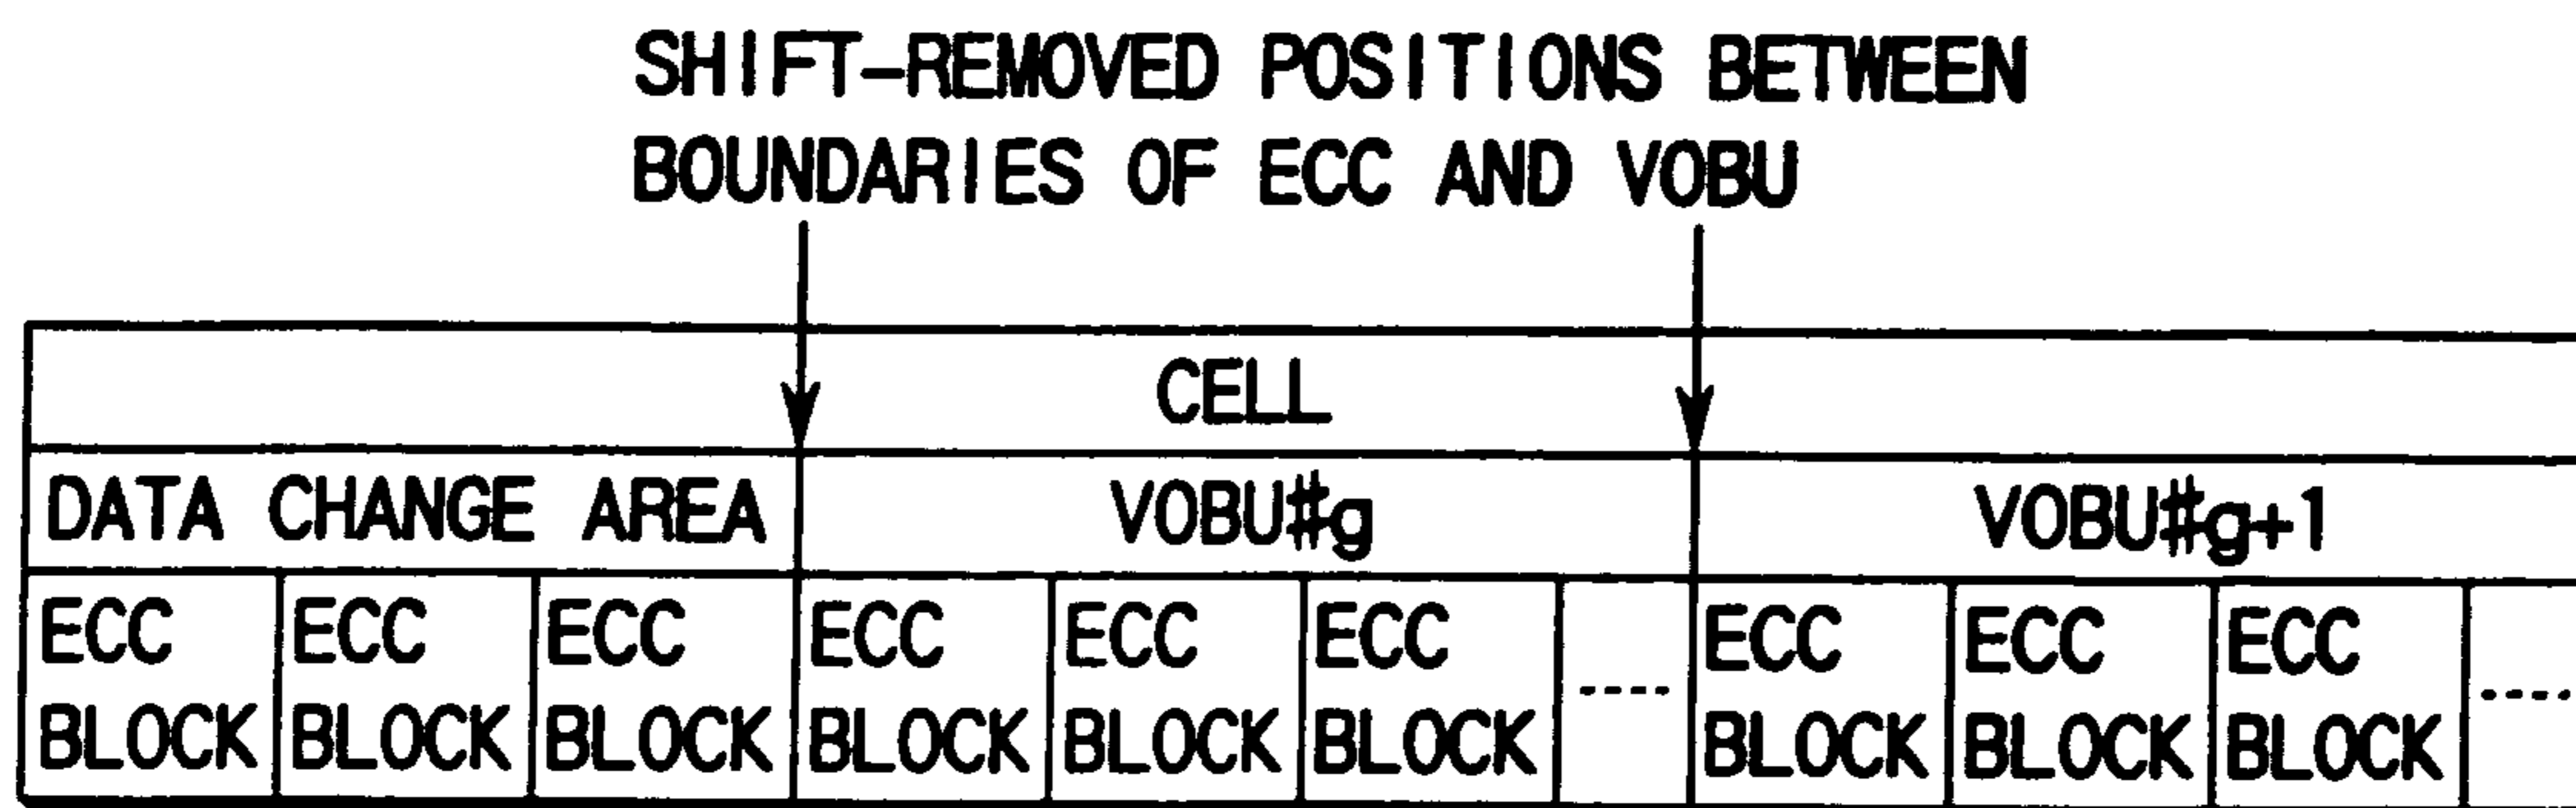 SHIFT-REMOVED POSITIONS BETWEEN
BOUNDARIES OF ECC AND VOBU
CELL
DATA CHANGE AREA VOBU#g VOBU#g+1
ECC ECC ECC ECC ECC ECC ECC ECC ECC
BLOCK BLOCK BLOCK BLOCK BLOCK BLOCK ----- BLOCK BLOCK BLOCK -----